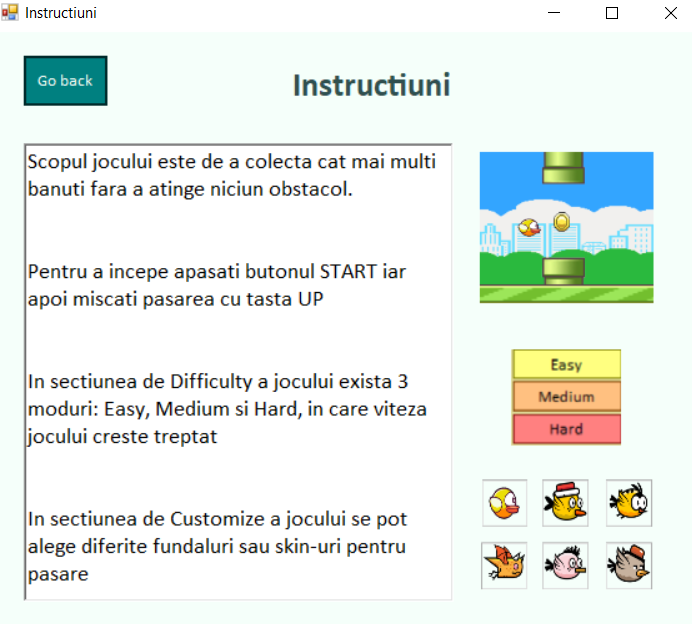 Instructiuni
Go back
Instructiuni
Scopul jocului este de a colecta cat mai multi
banuti fara a atinge niciun obstacol.
Pentru a incepe apasati butonul START iar
apoi miscati pasarea cu tasta UP
In sectiunea de Difficulty a jocului exista 3
moduri: Easy, Medium si Hard, in care viteza
jocului creste treptat
In sectiunea de Customize a jocului se pot
alege diferite fundaluri sau skin-uri pentru
pasare
Easy
Medium
Hard